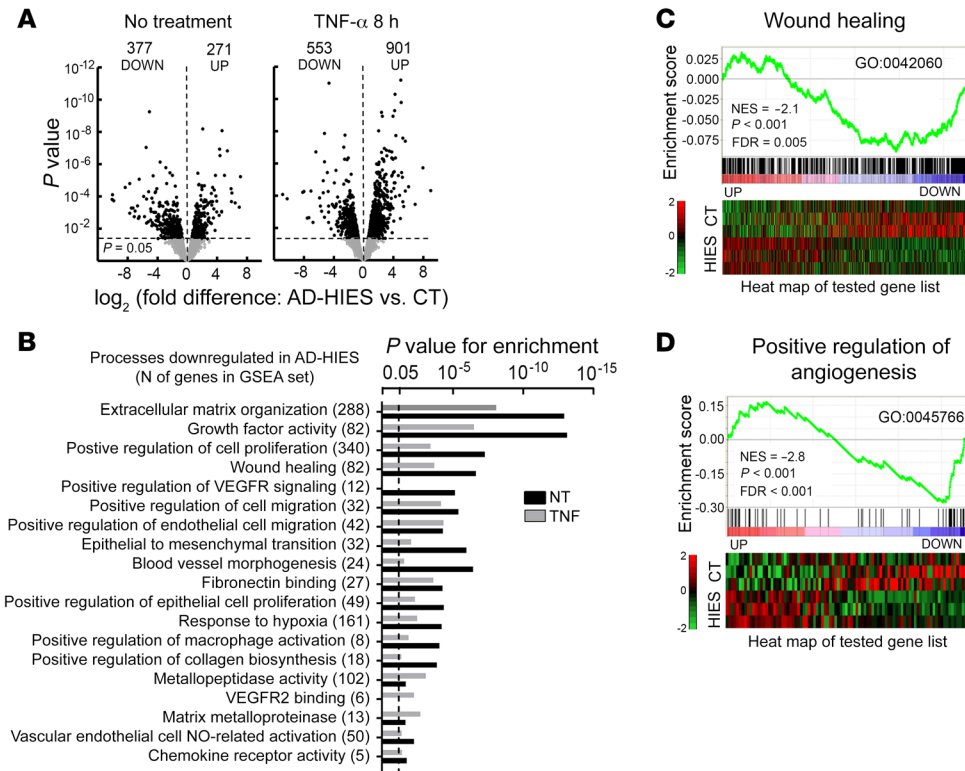 A
No treatment
TNF-α 8 h
377
DOWN
271
UP
553
DOWN
901
UP
P value
10-12
10-10
10-8
10-6
10-4
10-2
P = 0.05
-8 -4 0 4 8
-8 -4 0 4 8
log2 (fold difference: AD-HIES vs. CT)
B
Processes downregulated in AD-HIES
(N of genes in GSEA set)
P value for enrichment
0.05 10-5 10-10 10-15
Extracellular matrix organization (288)
Growth factor activity (82)
Postive regulation of cell proliferation (340)
Wound healing (82)
Positive regulation of VEGFR signaling (12)
Positive regulation of cell migration (32)
Positive regulation of endothelial cell migration (42)
Epithelial to mesenchymal transition (32)
Blood vessel morphogenesis (24)
Fibronectin binding (27)
Positive regulation of epithelial cell proliferation (49)
Response to hypoxia (161)
Positive regulation of macrophage activation (8)
Positive regulation of collagen biosynthesis (18)
Metallopeptidase activity (102)
VEGFR2 binding (6)
Matrix metalloproteinase (13)
Vascular endothelial cell NO-related activation (50)
Chemokine receptor activity (5)
NT
TNF
C
Wound healing
Enrichment score
0.025
0.000
-0.025
-0.050
-0.075
GO:0042060
NES = −2.1
P < 0.001
FDR = 0.005
UP
DOWN
2
0
-2
HIES CT
Heat map of tested gene list
D
Positive regulation of
angiogenesis
Enrichment score
0.15
0.00
-0.15
-0.30
GO:0045766
NES = −2.8
P < 0.001
FDR < 0.001
UP
DOWN
2
0
-2
HIES CT
Heat map of tested gene list